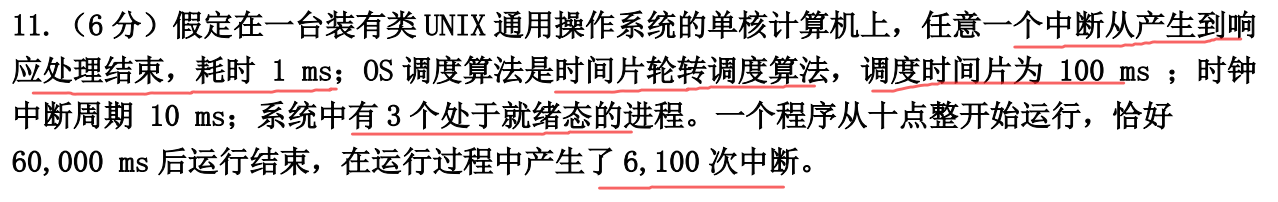 11.（6 分）假定在一台装有类 UNIX 通用操作系统的单核计算机上，任意一个中断从产生到响
应处理结束，耗时 1 ms；OS 调度算法是时间片轮转调度算法，调度时间片为 100 ms ；时钟
中断周期 10 ms；系统中有 3 个处于就绪态的进程。一个程序从十点整开始运行，恰好
60,000 ms 后运行结束，在运行过程中产生了 6,100 次中断。